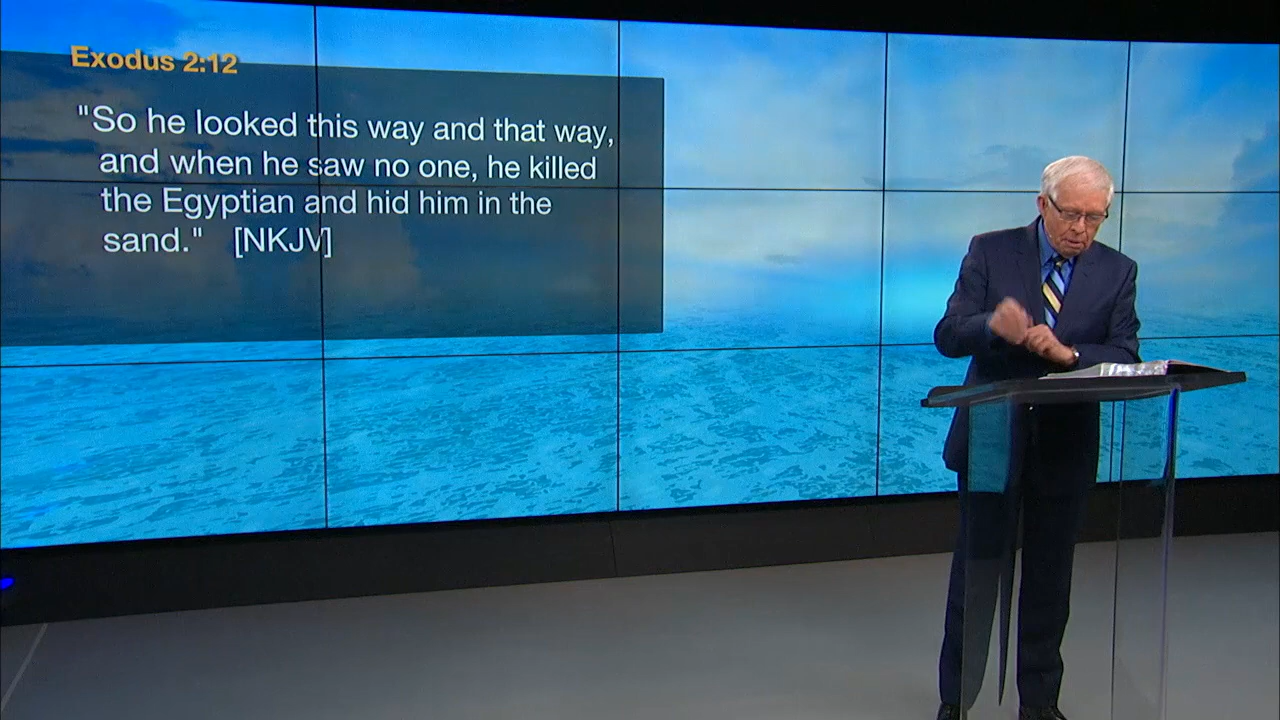 Exodus 2:12
"So he looked this way and that way,
and when he saw no one, he killed
the Egyptian and hid him in the
sand." [NKJV]